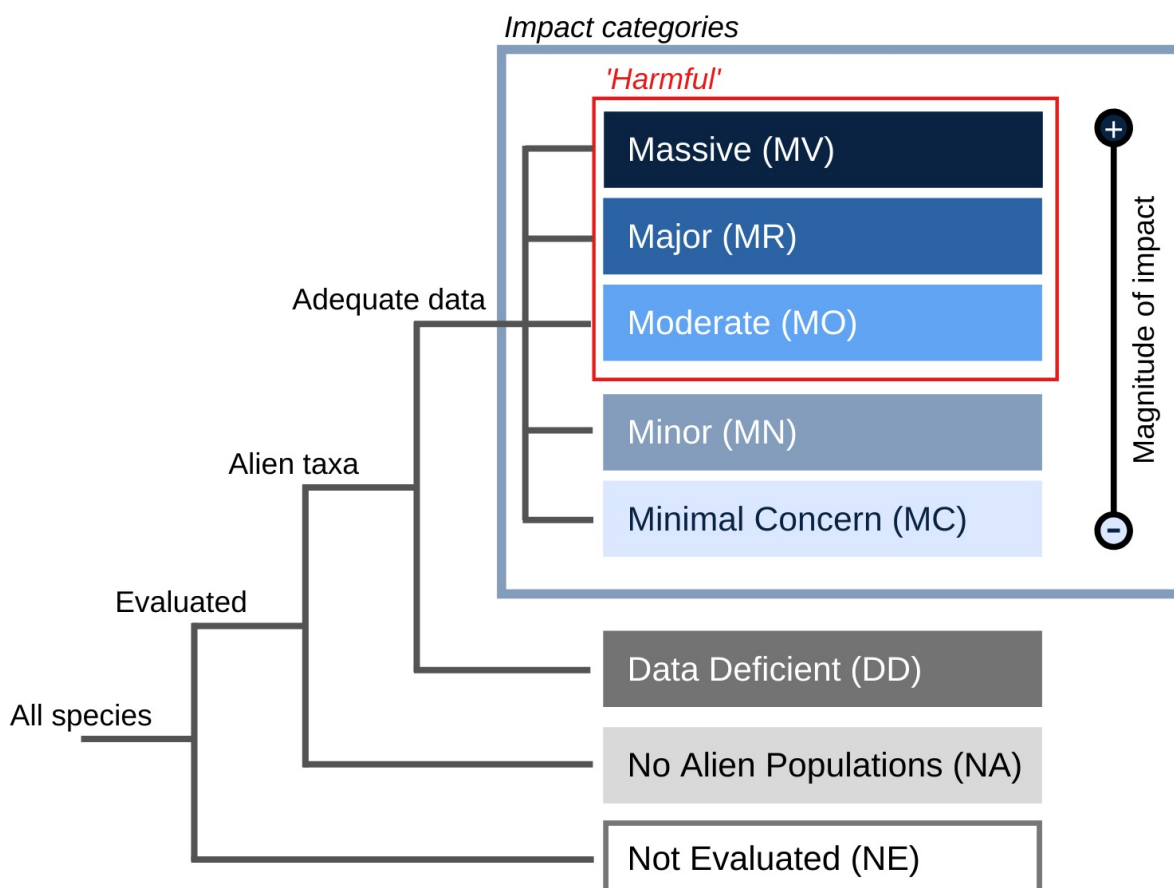 Impact categories
'Harmful'
Massive (MV)
+
Major (MR)
Magnitude of impact
Adequate data
Moderate (MO)
Minor (MN)
Alien taxa
Minimal Concern (MC)
-
Evaluated
Data Deficient (DD)
All species
No Alien Populations (NA)
Not Evaluated (NE)